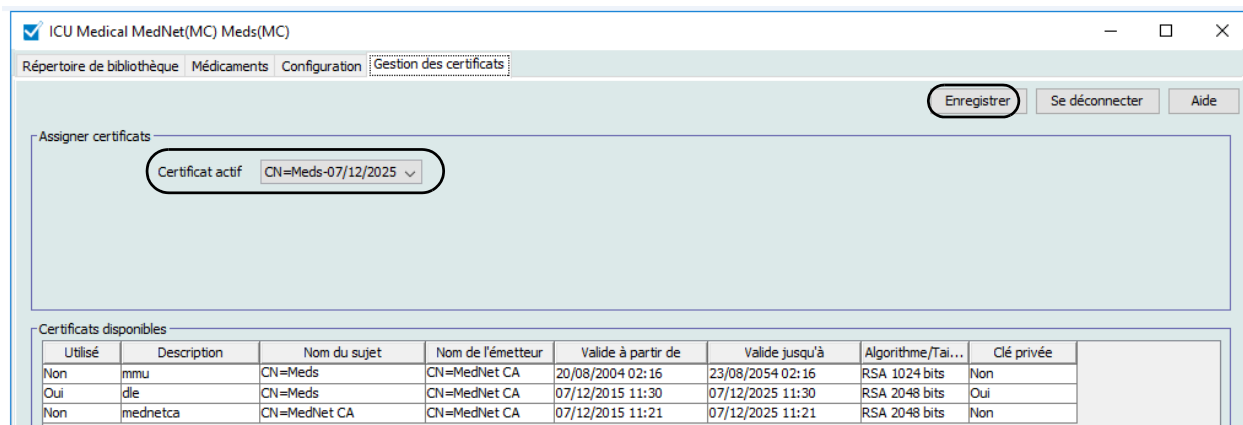 ICU Medical MedNet(MC) Meds(MC)
Répertoire de bibliothèque Médicaments Configuration Gestion des certificats
Enregistrer Se déconnecter Aide
Assigner certificats
Certificat actif CN=Meds-07/12/2025
Certificats disponibles
Utilisé Description Nom du sujet Nom de l'émetteur Valide à partir de Valide jusqu'à Algorithme/Tai... Clé privée
Non mmu CN=Meds CN=MedNet CA 20/08/2004 02:16 23/08/2054 02:16 RSA 1024 bits Non
Oui dle CN=Meds CN=MedNet CA 07/12/2015 11:30 07/12/2025 11:30 RSA 2048 bits Oui
Non mednetca CN=MedNet CA CN=MedNet CA 07/12/2015 11:21 07/12/2025 11:21 RSA 2048 bits Non